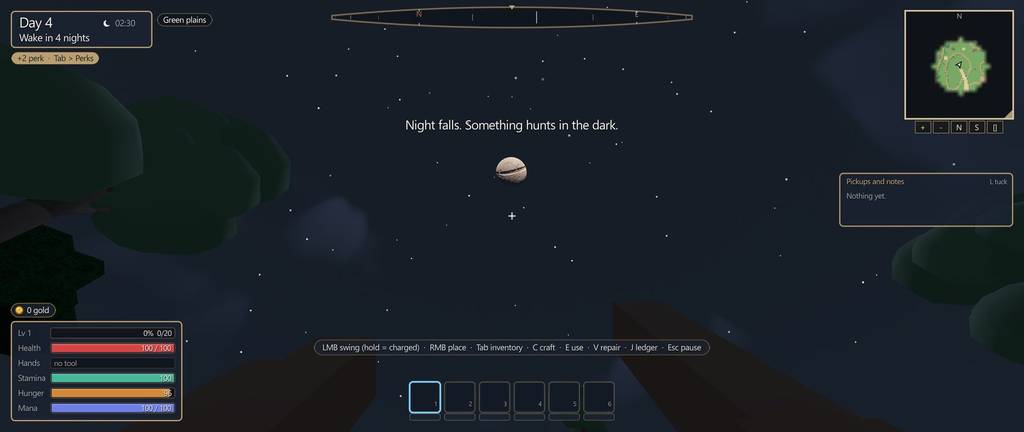 Day 4
02:30
Wake in 4 nights
Green plains
+2 perk · Tab > Perks
N
E
N
+ - N S []
Night falls. Something hunts in the dark.
Pickups and notes
L tuck
Nothing yet.
0 gold
Lv 1
0% 0/20
Health
100 / 100
Hands
no tool
Stamina
100
Hunger
Mana
100 / 100
LMB swing (hold = charged) · RMB place · Tab inventory · C craft · E use · V repair · J ledger · Esc pause
1 2 3 4 5 6